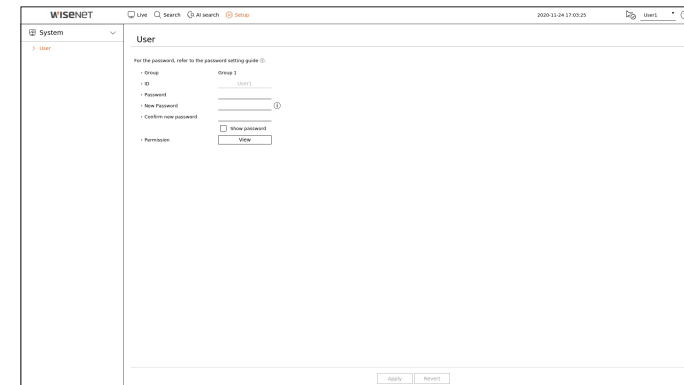 WISENET
Live Search AI search Setup 2020-11-24 17:03:25 User1
System
User
User
For the password, refer to the password setting guide ⓘ.
Group Group 1
ID User1
Password
New Password
Confirm new password
Show password
Permission View
Apply Revert